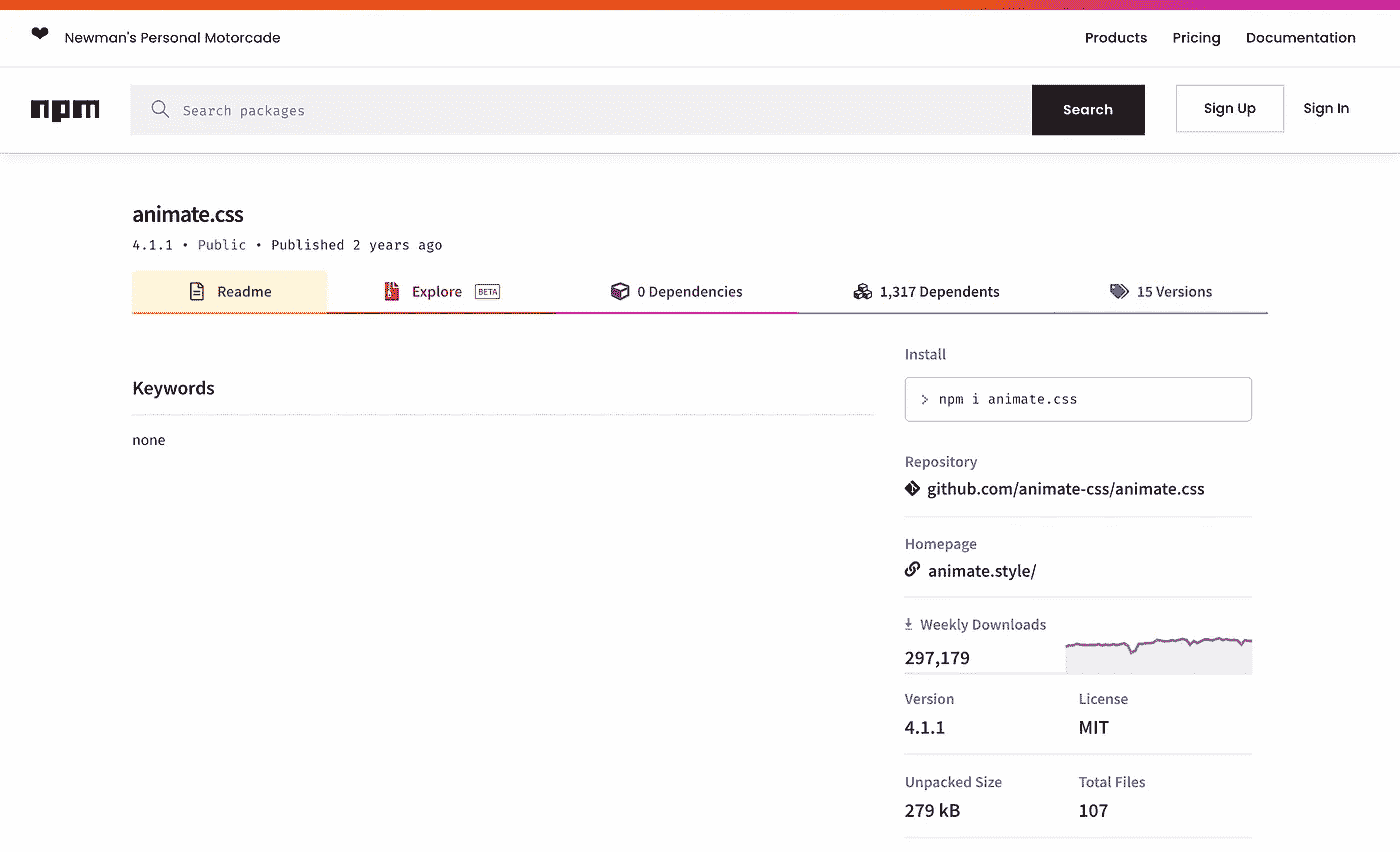 Newman's Personal Motorcade
Products Pricing Documentation
npm
Search packages
Search
Sign Up
Sign In
animate.css
4.1.1 • Public • Published 2 years ago
Readme
Explore BETA
0 Dependencies
1,317 Dependents
15 Versions
Keywords
none
Install
> npm i animate.css
Repository
github.com/animate-css/animate.css
Homepage
animate.style/
Weekly Downloads
297,179
Version
4.1.1
License
MIT
Unpacked Size
279 kB
Total Files
107